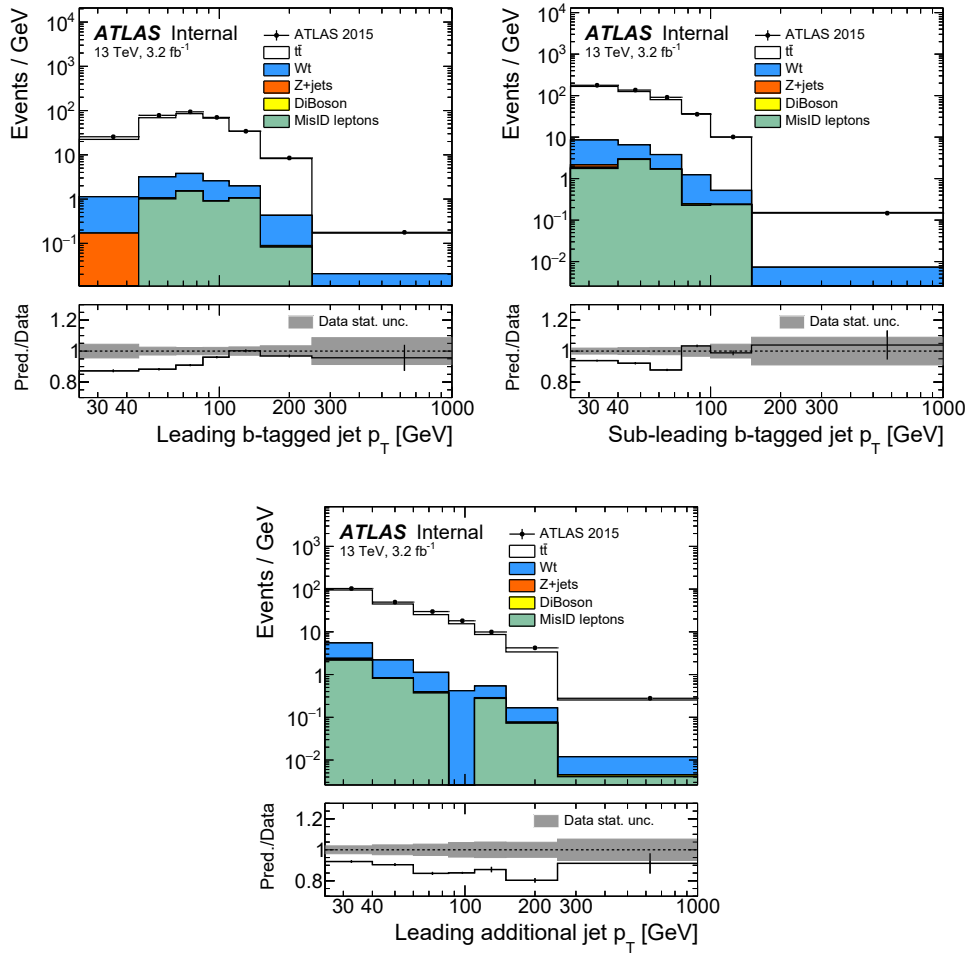 ATLAS Internal
13 TeV, 3.2 fb⁻¹
ATLAS 2015
tt̄
Wt
Z+jets
DiBoson
MisID leptons
Events / GeV
10⁴
10³
10²
10
1
10⁻¹
Pred./Data
1.2
1
0.8
Data stat. unc.
30 40 100 200 300 1000
Leading b-tagged jet p_T [GeV]
ATLAS Internal
13 TeV, 3.2 fb⁻¹
ATLAS 2015
tt̄
Wt
Z+jets
DiBoson
MisID leptons
Events / GeV
10⁴
10³
10²
10
1
10⁻¹
10⁻²
Pred./Data
1.2
1
0.8
Data stat. unc.
30 40 100 200 300 1000
Sub-leading b-tagged jet p_T [GeV]
ATLAS Internal
13 TeV, 3.2 fb⁻¹
ATLAS 2015
tt̄
Wt
Z+jets
DiBoson
MisID leptons
Events / GeV
10³
10²
10
1
10⁻¹
10⁻²
Pred./Data
1.2
1
0.8
Data stat. unc.
30 40 100 200 300 1000
Leading additional jet p_T [GeV]